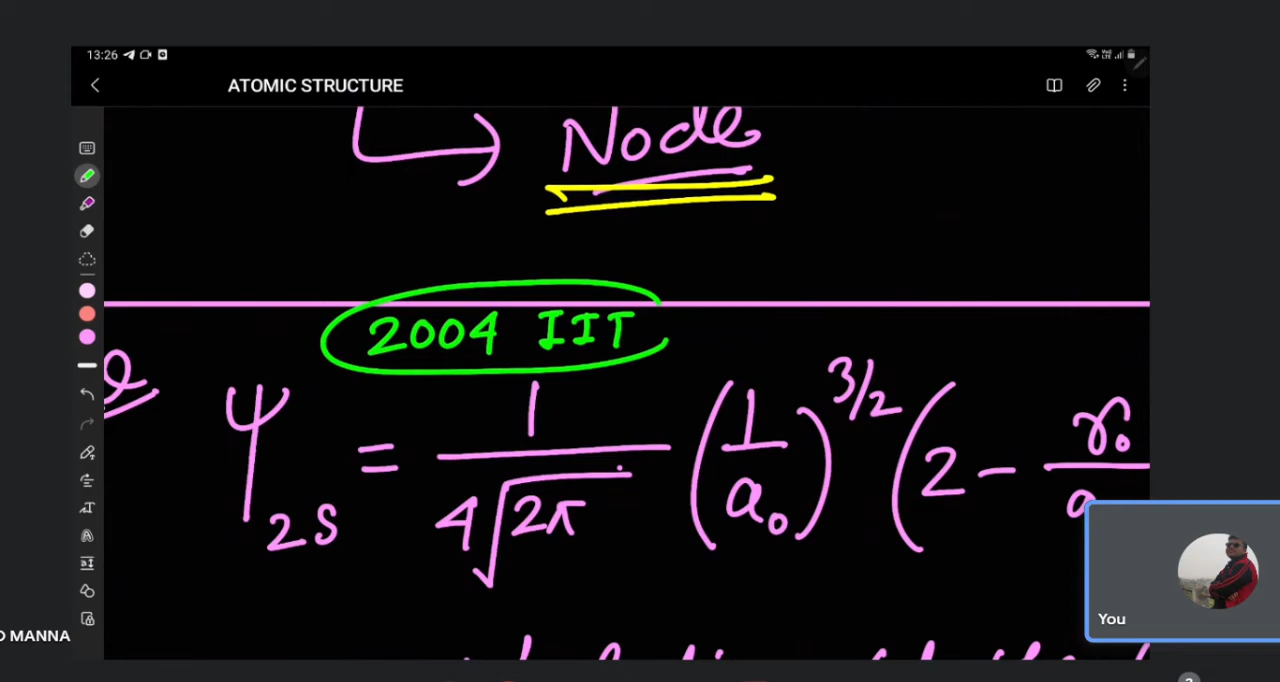 13:26
ATOMIC STRUCTURE
Node
2004 IIT
ψ2s = 1/4√2π (1/a₀)^3/2 (2 - r₀/a
You
MANNA